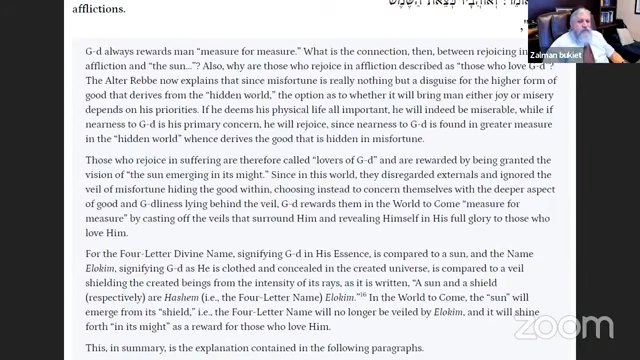 afflictions.
Zalman bukiet
G-d always rewards man “measure for measure.” What is the connection, then, between rejoicing in
affliction and “the sun...”? Also, why are those who rejoice in affliction described as “those who love G-d”?
The Alter Rebbe now explains that since misfortune is really nothing but a disguise for the higher form of
good that derives from the “hidden world,” the option as to whether it will bring man either joy or misery
depends on his priorities. If he deems his physical life all important, he will indeed be miserable, while if
nearness to G-d is his primary concern, he will rejoice, since nearness to G-d is found in greater measure
in the “hidden world” whence derives the good that is hidden in misfortune.
Those who rejoice in suffering are therefore called “lovers of G-d” and are rewarded by being granted the
vision of “the sun emerging in its might.” Since in this world, they disregarded externals and ignored the
veil of misfortune hiding the good within, choosing instead to concern themselves with the deeper aspect
of good and G-dliness lying behind the veil, G-d rewards them in the World to Come “measure for
measure” by casting off the veils that surround Him and revealing Himself in His full glory to those who
love Him.
For the Four-Letter Divine Name, signifying G-d in His Essence, is compared to a sun, and the Name
Elokim, signifying G-d as He is clothed and concealed in the created universe, is compared to a veil
shielding the created beings from the intensity of its rays, as it is written, “A sun and a shield
(respectively) are Hashem (i.e., the Four-Letter Name) Elokim.”16 In the World to Come, the “sun” will
emerge from its “shield,” i.e., the Four-Letter Name will no longer be veiled by Elokim, and it will shine
forth “in its might” as a reward for those who love Him.
This, in summary, is the explanation contained in the following paragraphs.
zoom